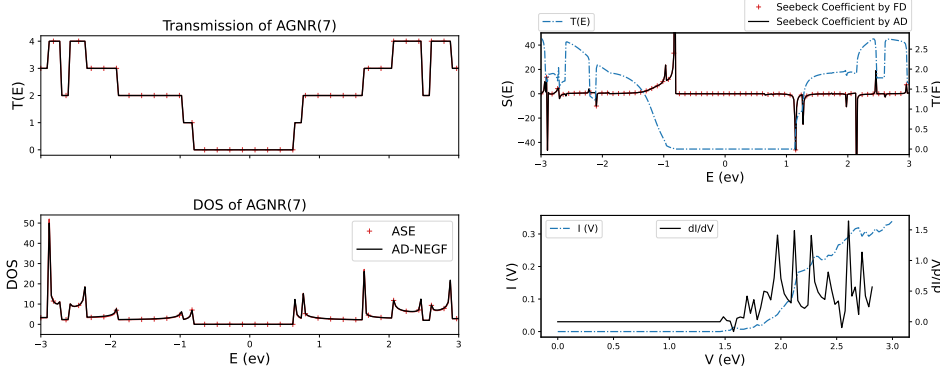 Transmission of AGNR(7)
4
3
2
1
0
T(E)
DOS of AGNR(7)
50
40
30
20
10
0
DOS
ASE
AD-NEGF
−3
−2
−1
0
1
2
3
E (ev)
Seebeck Coefficient by FD
Seebeck Coefficient by AD
T(E)
40
20
0
−20
−40
S(E)
2.5
2.0
1.5
1.0
0.5
0.0
T(E)
−3
−2
−1
0
1
2
3
E (ev)
I (V)
dI/dV
0.3
0.2
0.1
0.0
I (V)
1.5
1.0
0.5
0.0
dI/dV
0.0
0.5
1.0
1.5
2.0
2.5
3.0
V (eV)